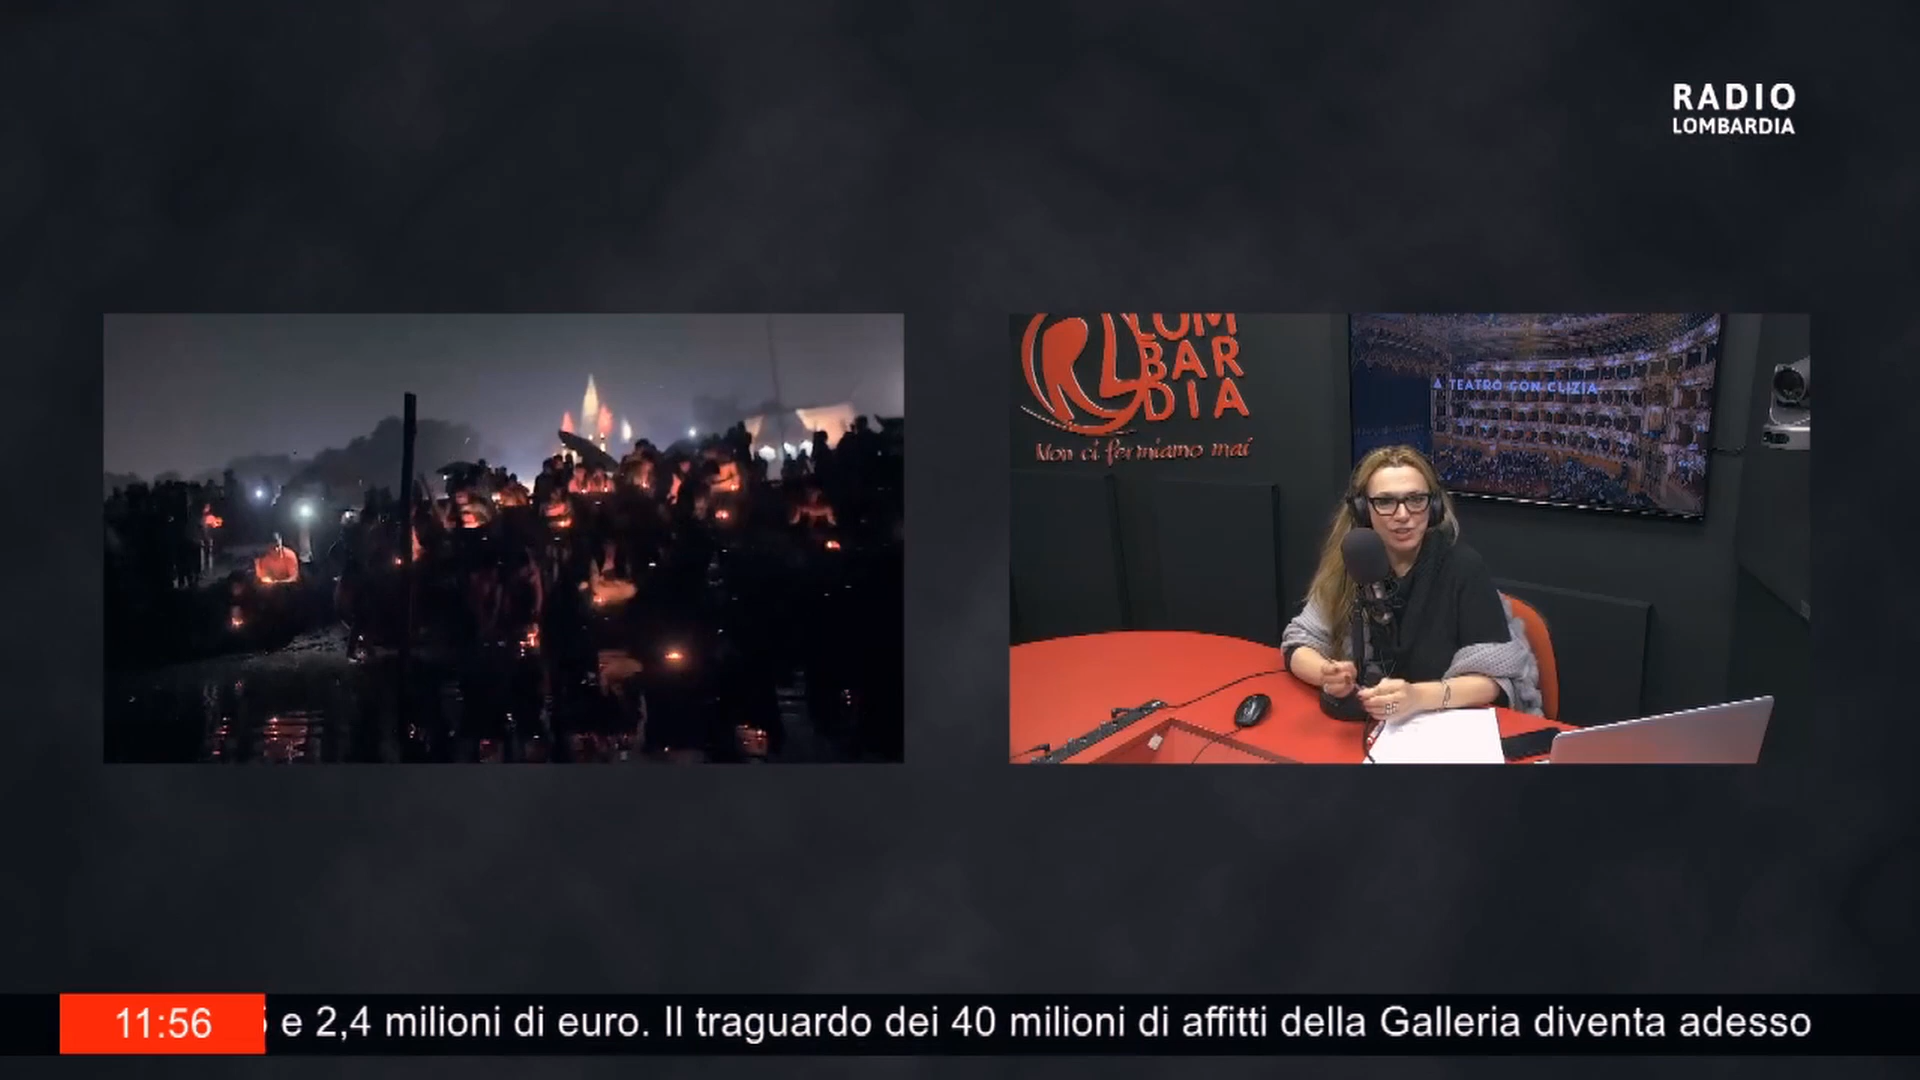 RADIO
LOMBARDIA
LOM
BAR
DIA
Non ci fermiamo mai
A TEATRO CON CLIZIA
11:56
e 2,4 milioni di euro. Il traguardo dei 40 milioni di affitti della Galleria diventa adesso